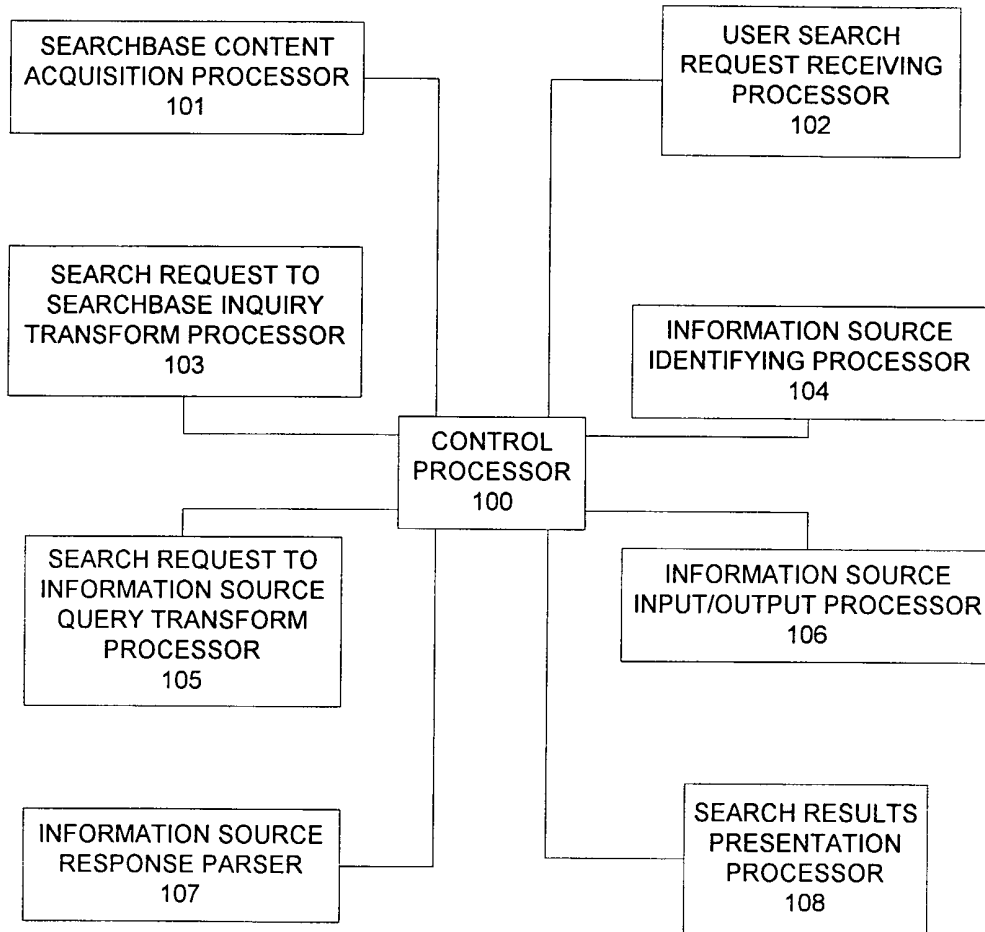 SEARCHBASE CONTENT
ACQUISITION PROCESSOR
101
USER SEARCH
REQUEST RECEIVING
PROCESSOR
102
SEARCH REQUEST TO
SEARCHBASE INQUIRY
TRANSFORM PROCESSOR
103
INFORMATION SOURCE
IDENTIFYING PROCESSOR
104
CONTROL
PROCESSOR
100
SEARCH REQUEST TO
INFORMATION SOURCE
QUERY TRANSFORM
PROCESSOR
105
INFORMATION SOURCE
INPUT/OUTPUT PROCESSOR
106
INFORMATION SOURCE
RESPONSE PARSER
107
SEARCH RESULTS
PRESENTATION
PROCESSOR
108